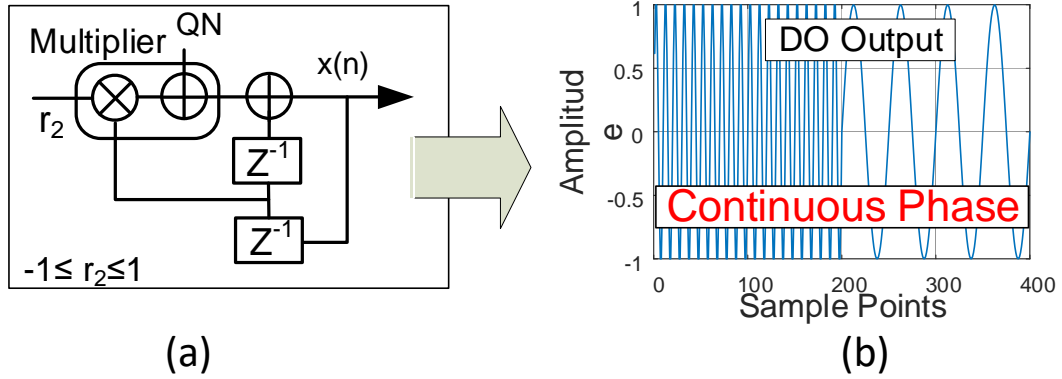 QN
Multiplier
x(n)
r2
Z-1
Z-1
-1≤ r2≤1
(a)
DO Output
Continuous Phase
Amplitud
e
1
0.5
0
-0.5
-1
0 100 200 300 400
Sample Points
(b)